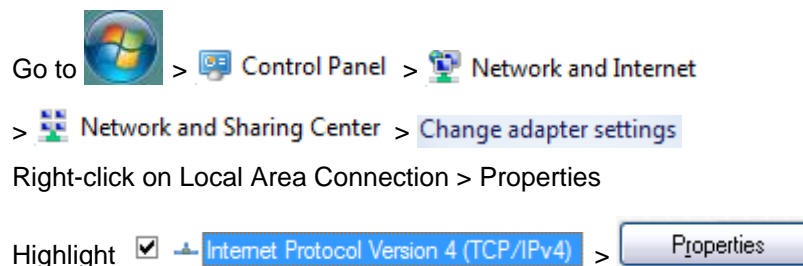 Go to > Control Panel > Network and Internet
> Network and Sharing Center > Change adapter settings
Right-click on Local Area Connection > Properties
Highlight Internet Protocol Version 4 (TCP/IPv4) > Properties